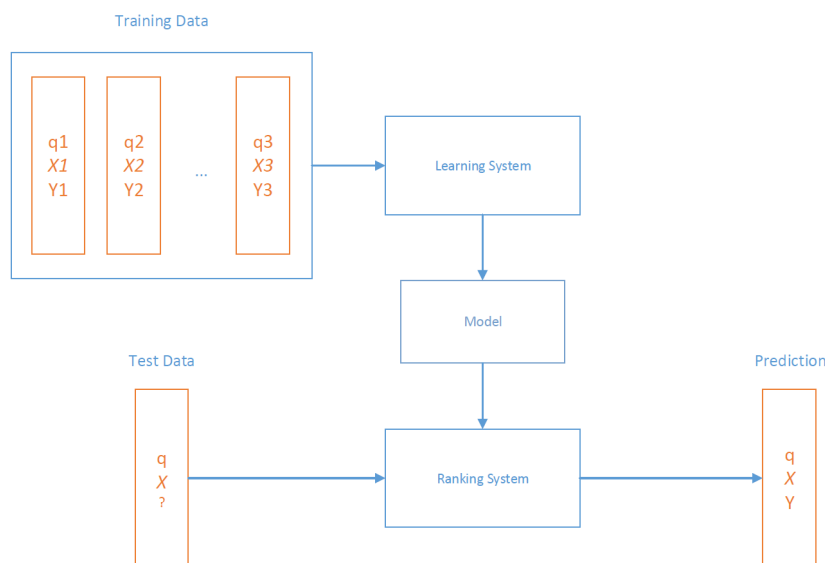 Training Data
q1
X1
Y1
q2
X2
Y2
...
q3
X3
Y3
Learning System
Model
Test Data
q
X
?
Ranking System
Prediction
q
X
Y